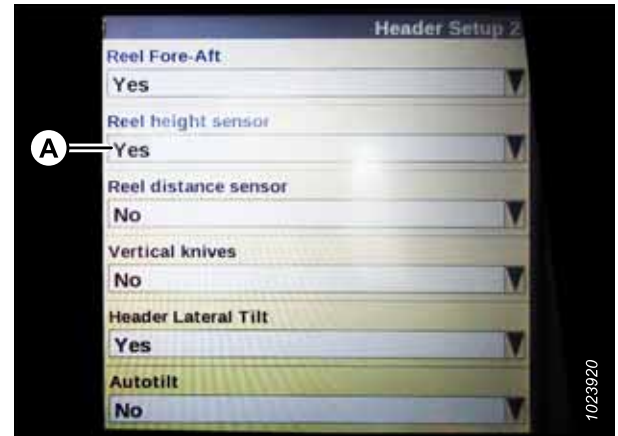 Header Setup 2
Reel Fore-Aft
Yes
Reel height sensor
A
Yes
Reel distance sensor
No
Vertical knives
No
Header Lateral Tilt
Yes
Autotilt
No
1023920